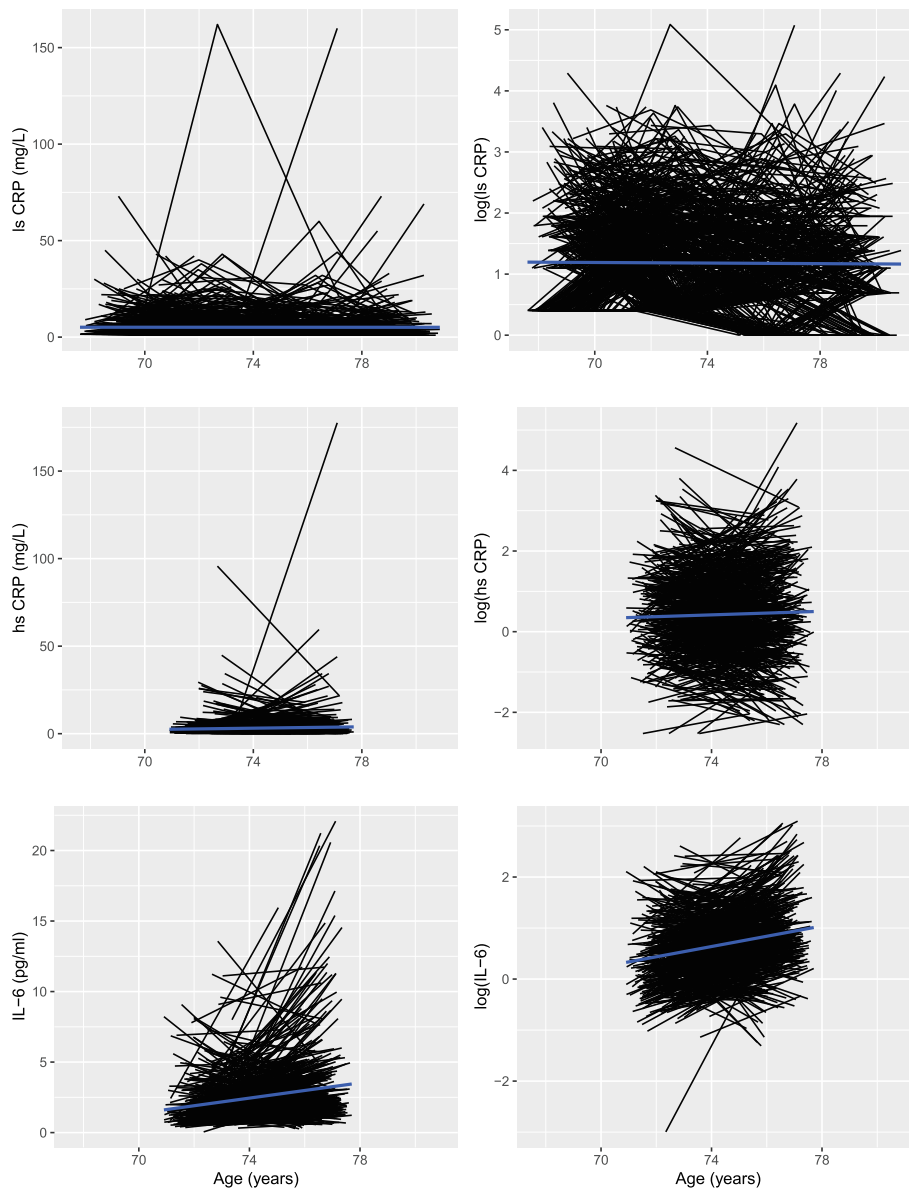 ls CRP (mg/L)
150
100
50
0
70 74 78
log(ls CRP)
5
4
3
2
1
0
70 74 78
hs CRP (mg/L)
150
100
50
0
70 74 78
log(hs CRP)
4
2
0
−2
70 74 78
IL−6 (pg/ml)
20
15
10
5
0
70 74 78
Age (years)
log(IL−6)
2
0
−2
70 74 78
Age (years)